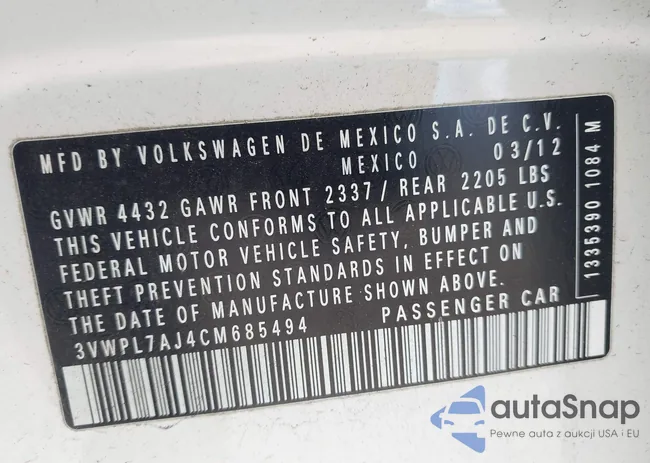 MFD BY VOLKSWAGEN DE MEXICO S.A. DE C.V.
MEXICO 03/12
GVWR 4432 GAWR FRONT 2337/ REAR 2205 LBS
THIS VEHICLE CONFORMS TO ALL APPLICABLE U.S.
FEDERAL MOTOR VEHICLE SAFETY, BUMPER AND
THEFT PREVENTION STANDARDS IN EFFECT ON
THE DATE OF MANUFACTURE SHOWN ABOVE.
3VWPL7AJ4CM685494 PASSENGER CAR
1335390 1084 M
autaSnap
Pewne auta z aukcji USA i EU